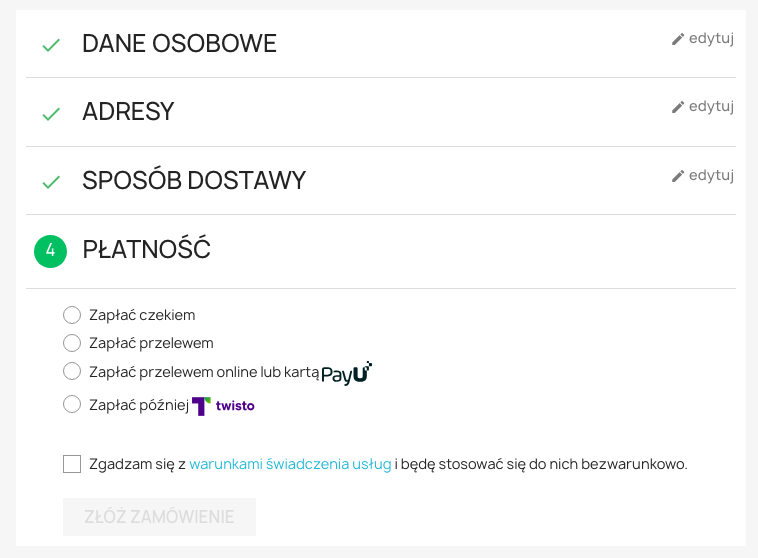 DANE OSOBOWE edytuj
ADRESY edytuj
SPOSÓB DOSTAWY edytuj
4 PŁATNOŚĆ
Zapłać czekiem
Zapłać przelewem
Zapłać przelewem online lub kartą PayU
Zapłać później twisto
Zgadzam się z warunkami świadczenia usług i będę stosować się do nich bezwarunkowo.
ZŁÓŻ ZAMÓWIENIE